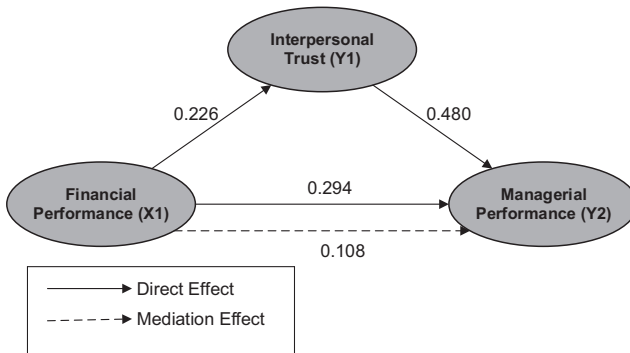 Interpersonal
Trust (Y1)
0.226
0.480
Financial
Performance (X1)
0.294
Managerial
Performance (Y2)
0.108
Direct Effect
Mediation Effect